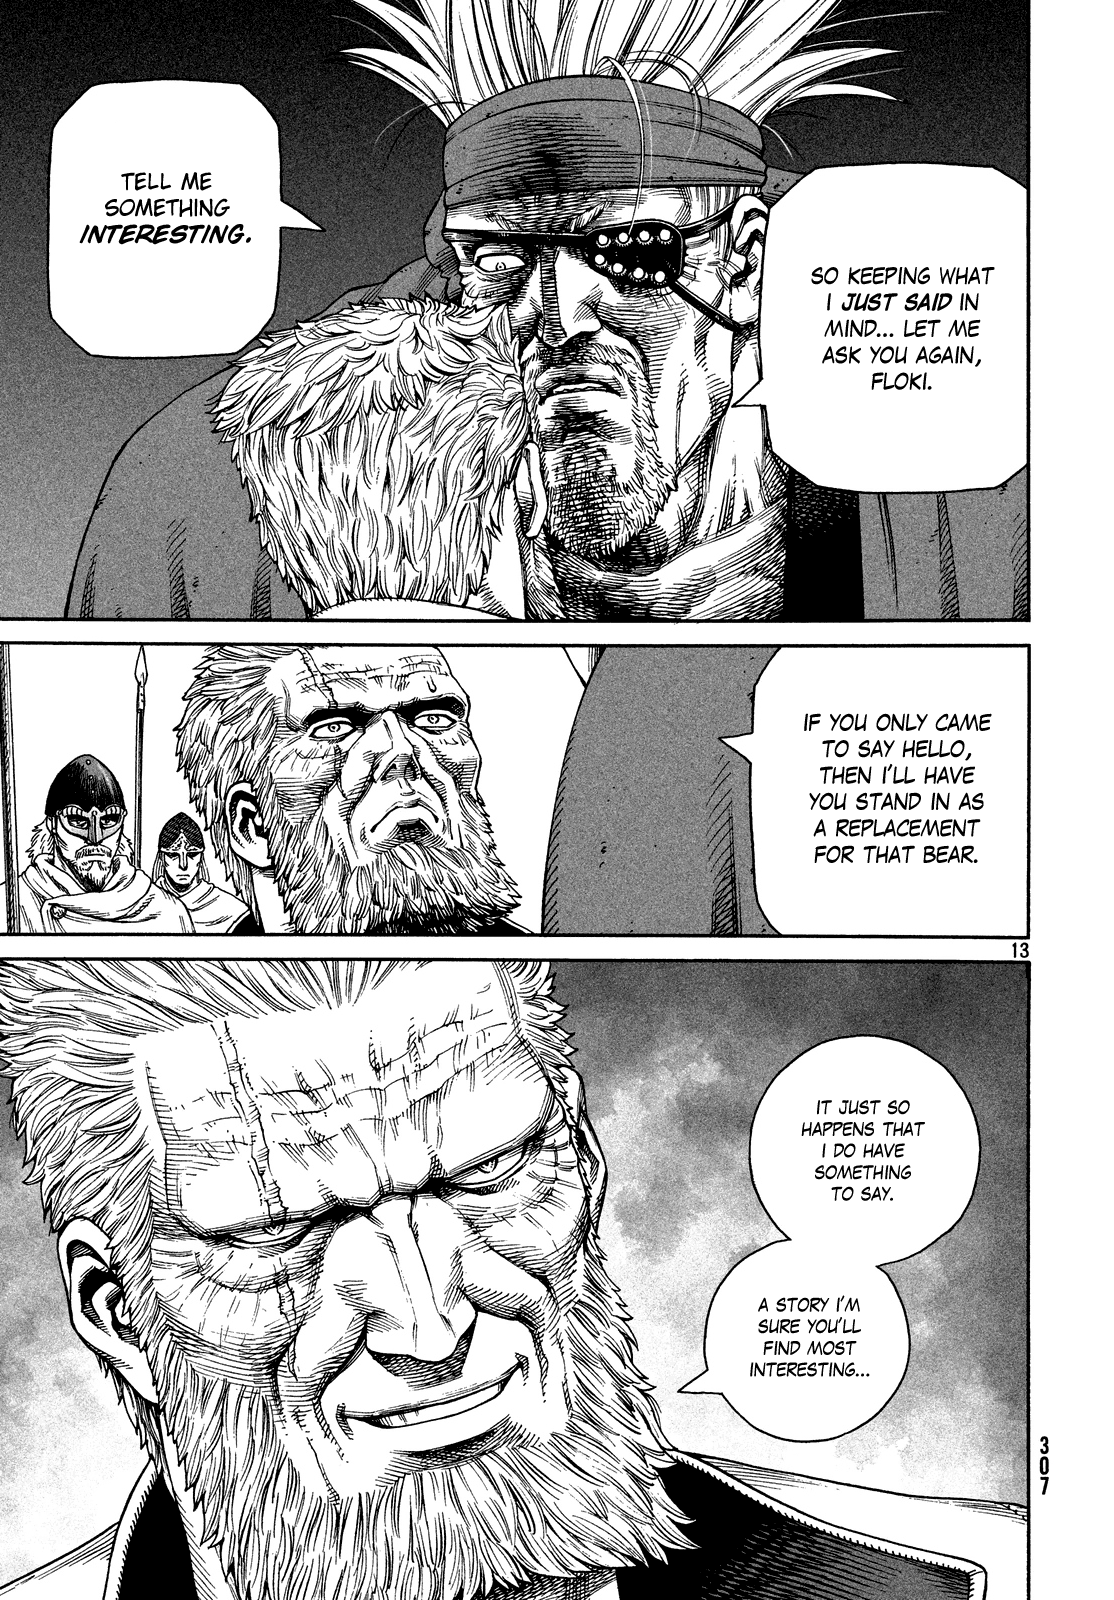 SO KEEPING WHAT
I JUST SAID IN
MIND... LET ME
ASK YOU AGAIN,
FLOKI.
TELL ME
SOMETHING
INTERESTING.
IF YOU ONLY CAME
TO SAY HELLO,
THEN I'LL HAVE
YOU STAND IN AS
A REPLACEMENT
FOR THAT BEAR.
13
IT JUST SO
HAPPENS THAT
I DO HAVE
SOMETHING
TO SAY.
A STORY I'M
SURE YOU'LL
FIND MOST
INTERESTING...
307